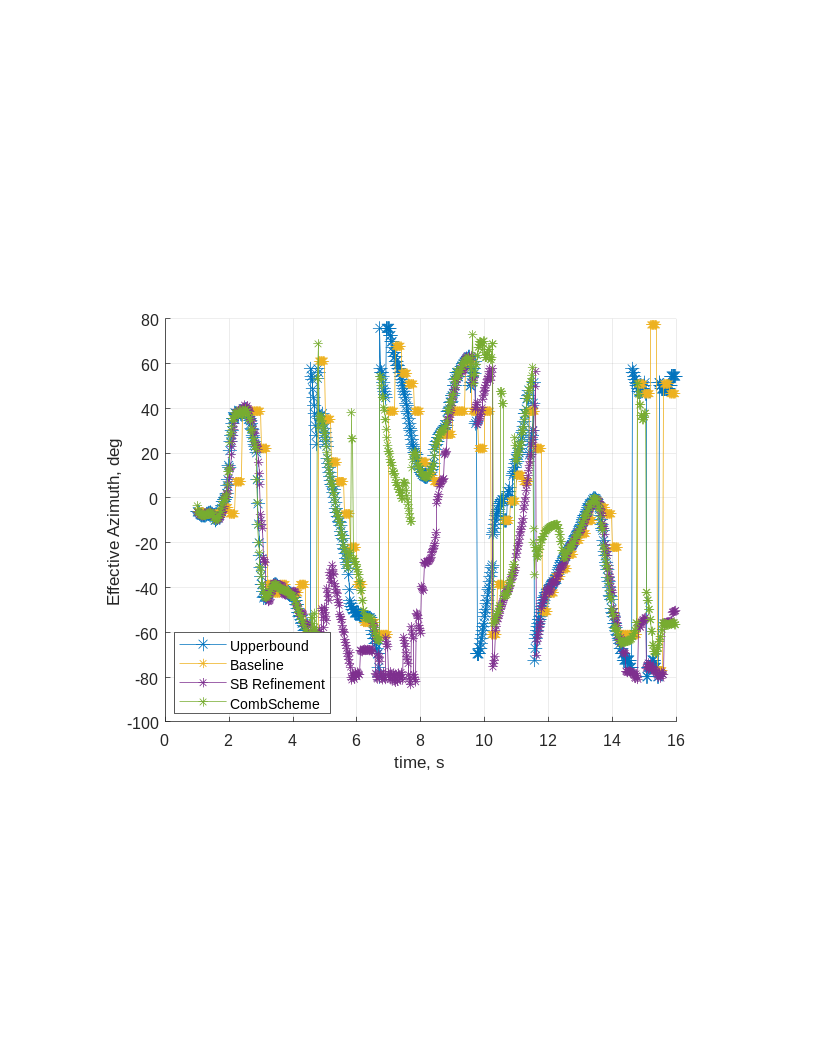 80
60
40
20
0
-20
-40
-60
-80
-100
Effective Azimuth, deg
Upperbound
Baseline
SB Refinement
CombScheme
0 2 4 6 8 10 12 14 16
time, s